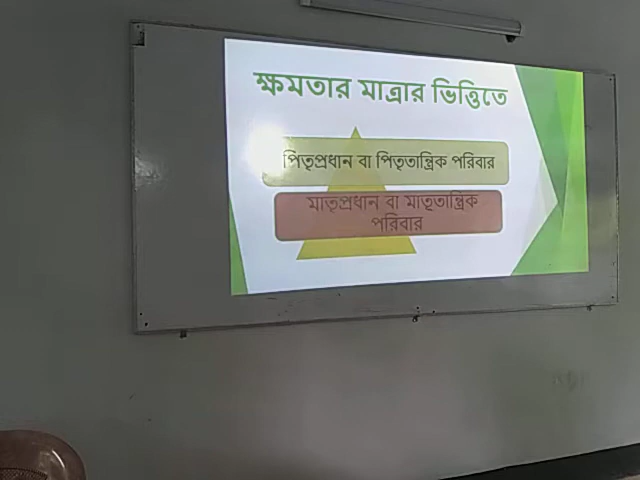 ক্ষমতার মাত্রার ভিত্তিতে
পিতৃপ্রধান বা পিতৃতান্ত্রিক পরিবার
মাতৃপ্রধান বা মাতৃতান্ত্রিক
পরিবার